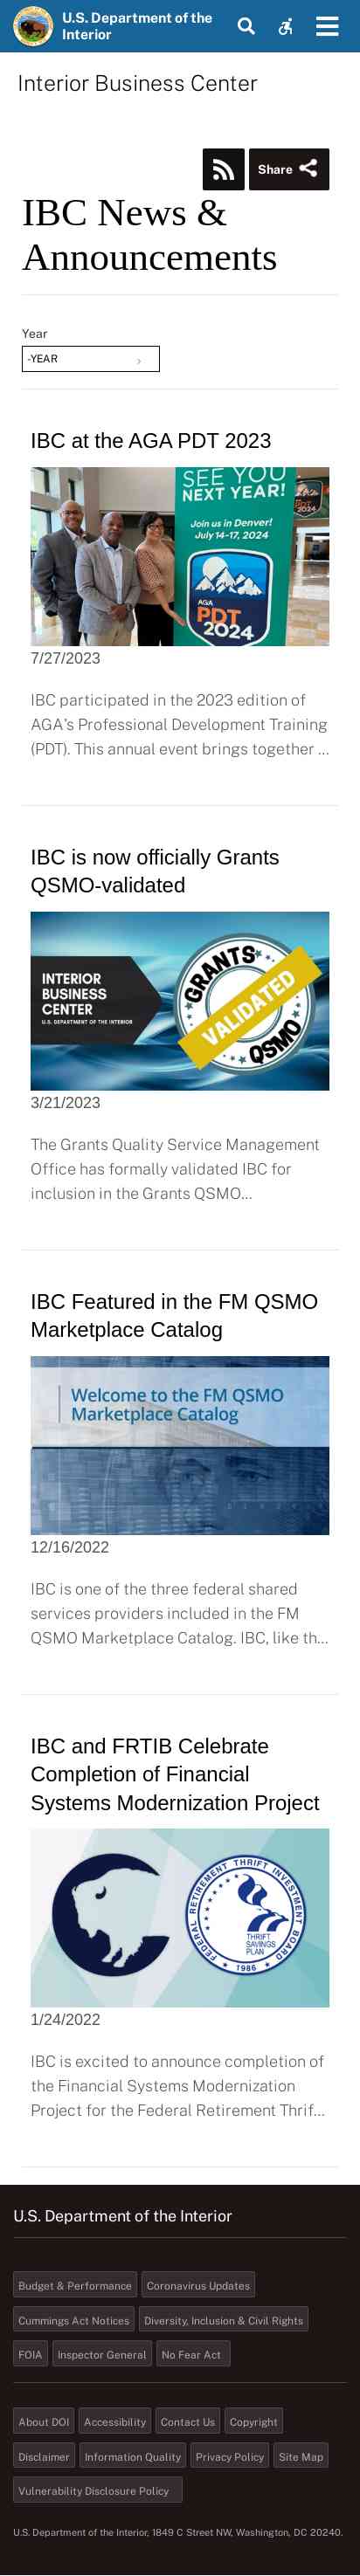 U.S. Department of the
Interior
Interior Business Center
Share
IBC News &
Announcements
Year
-YEAR
IBC at the AGA PDT 2023
SEE YOU
NEXT YEAR!
Join us in Denver!
July 14-17, 2024
AGA
PDT
2024
7/27/2023
IBC participated in the 2023 edition of
AGA's Professional Development Training
(PDT). This annual event brings together ...
IBC is now officially Grants
QSMO-validated
INTERIOR
BUSINESS
CENTER
U.S. DEPARTMENT OF THE INTERIOR
GRANTS
VALIDATED
QSMO
3/21/2023
The Grants Quality Service Management
Office has formally validated IBC for
inclusion in the Grants QSMO...
IBC Featured in the FM QSMO
Marketplace Catalog
Welcome to the FM QSMO
Marketplace Catalog
12/16/2022
IBC is one of the three federal shared
services providers included in the FM
QSMO Marketplace Catalog. IBC, like th...
IBC and FRTIB Celebrate
Completion of Financial
Systems Modernization Project
FEDERAL RETIREMENT THRIFT INVESTMENT BOARD
THRIFT
SAVINGS
PLAN
1986
1/24/2022
IBC is excited to announce completion of
the Financial Systems Modernization
Project for the Federal Retirement Thrif...
U.S. Department of the Interior
Budget & Performance Coronavirus Updates
Cummings Act Notices Diversity, Inclusion & Civil Rights
FOIA Inspector General No Fear Act
About DOI Accessibility Contact Us Copyright
Disclaimer Information Quality Privacy Policy Site Map
Vulnerability Disclosure Policy
U.S. Department of the Interior, 1849 C Street NW, Washington, DC 20240.